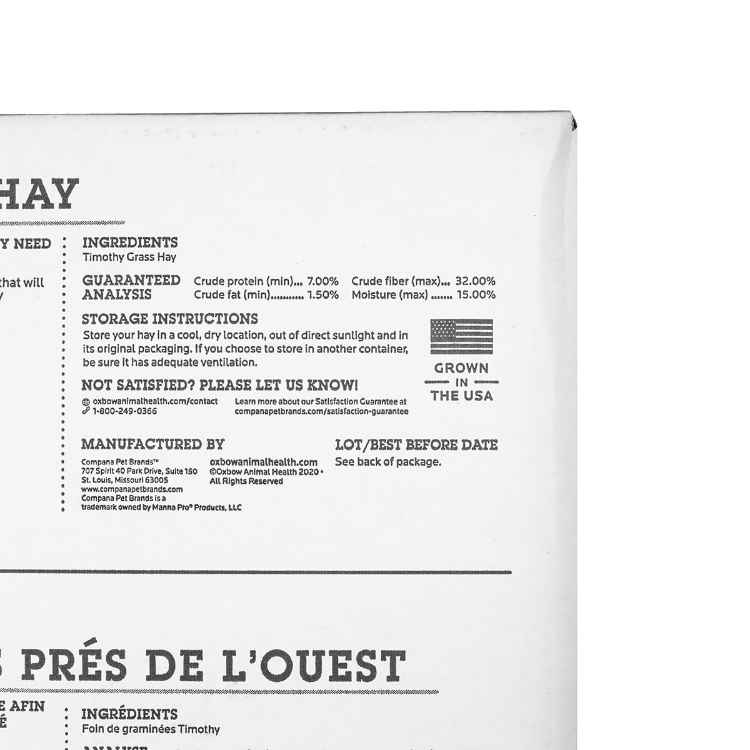 HAY
Y NEED
that will
y
INGREDIENTS
Timothy Grass Hay
GUARANTEED ANALYSIS
Crude protein (min)... 7.00% Crude fiber (max)... 32.00%
Crude fat (min)........... 1.50% Moisture (max) ....... 15.00%
STORAGE INSTRUCTIONS
Store your hay in a cool, dry location, out of direct sunlight and in
its original packaging. If you choose to store in another container,
be sure it has adequate ventilation.
GROWN
IN
THE USA
NOT SATISFIED? PLEASE LET US KNOW!
oxbowanimalhealth.com/contact
1-800-249-0366
Learn more about our Satisfaction Guarantee at
companapetbrands.com/satisfaction-guarantee
MANUFACTURED BY
Compana Pet Brands™
707 Spirit 40 Park Drive, Suite 150
St. Louis, Missouri 63005
www.companapetbrands.com
Compana Pet Brands is a
trademark owned by Manna Pro® Products, LLC
oxbowanimalhealth.com
©Oxbow Animal Health 2020 •
All Rights Reserved
LOT/BEST BEFORE DATE
See back of package.
S PRÉS DE L'OUEST
E AFIN
É
INGRÉDIENTS
Foin de graminées Timothy
ANALYSE